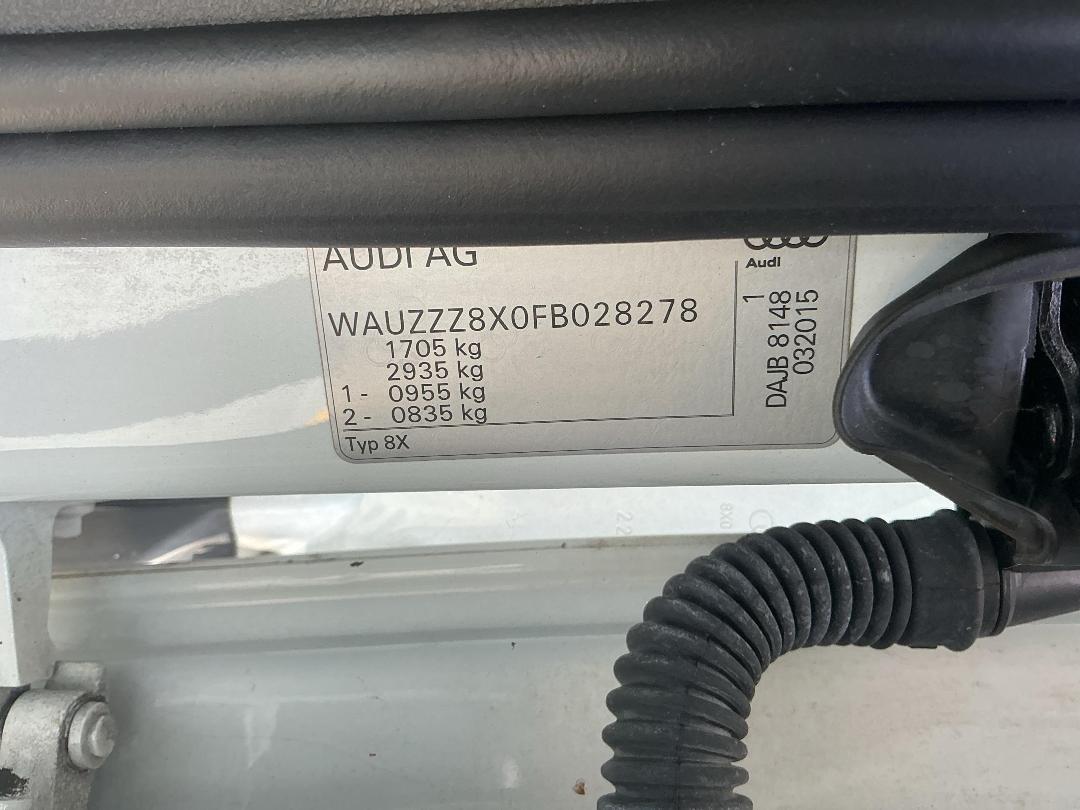 AUDI AG
Audi
WAUZZZ8X0FB028278
1705 kg
2935 kg
1 - 0955 kg
2 - 0835 kg
Typ 8X
1
DAJB 8148
032015
8X0